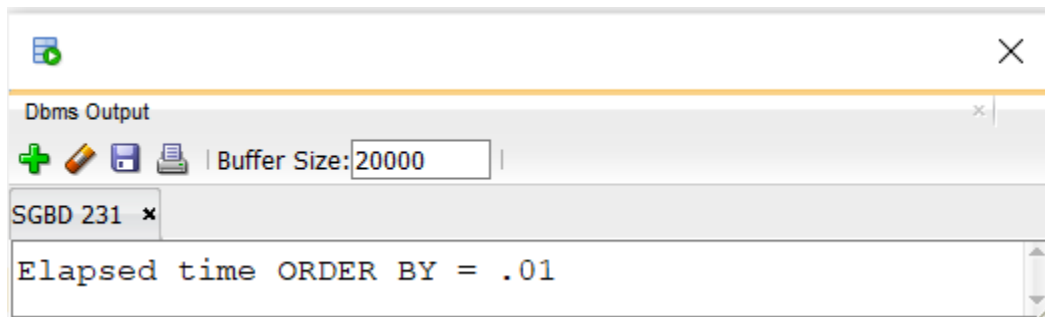 Dbms Output
Buffer Size: 20000
SGBD 231
Elapsed time ORDER BY = .01